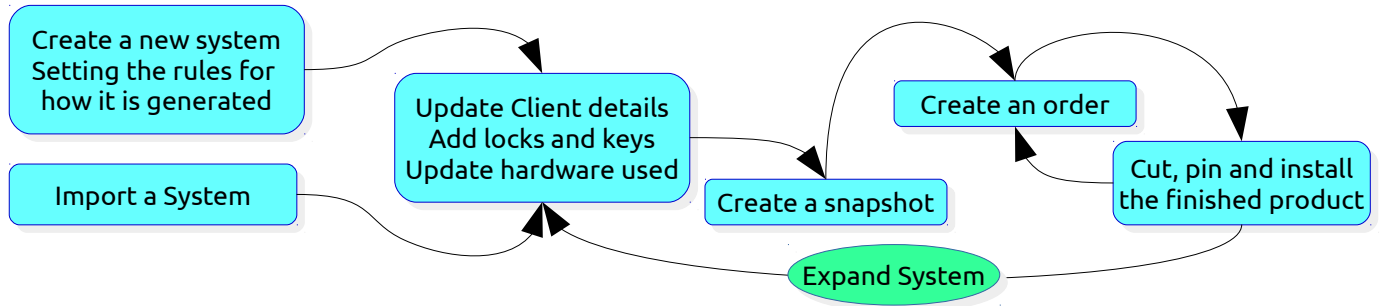 Create a new system
Setting the rules for
how it is generated
Import a System
Update Client details
Add locks and keys
Update hardware used
Create a snapshot
Create an order
Cut, pin and install
the finished product
Expand System